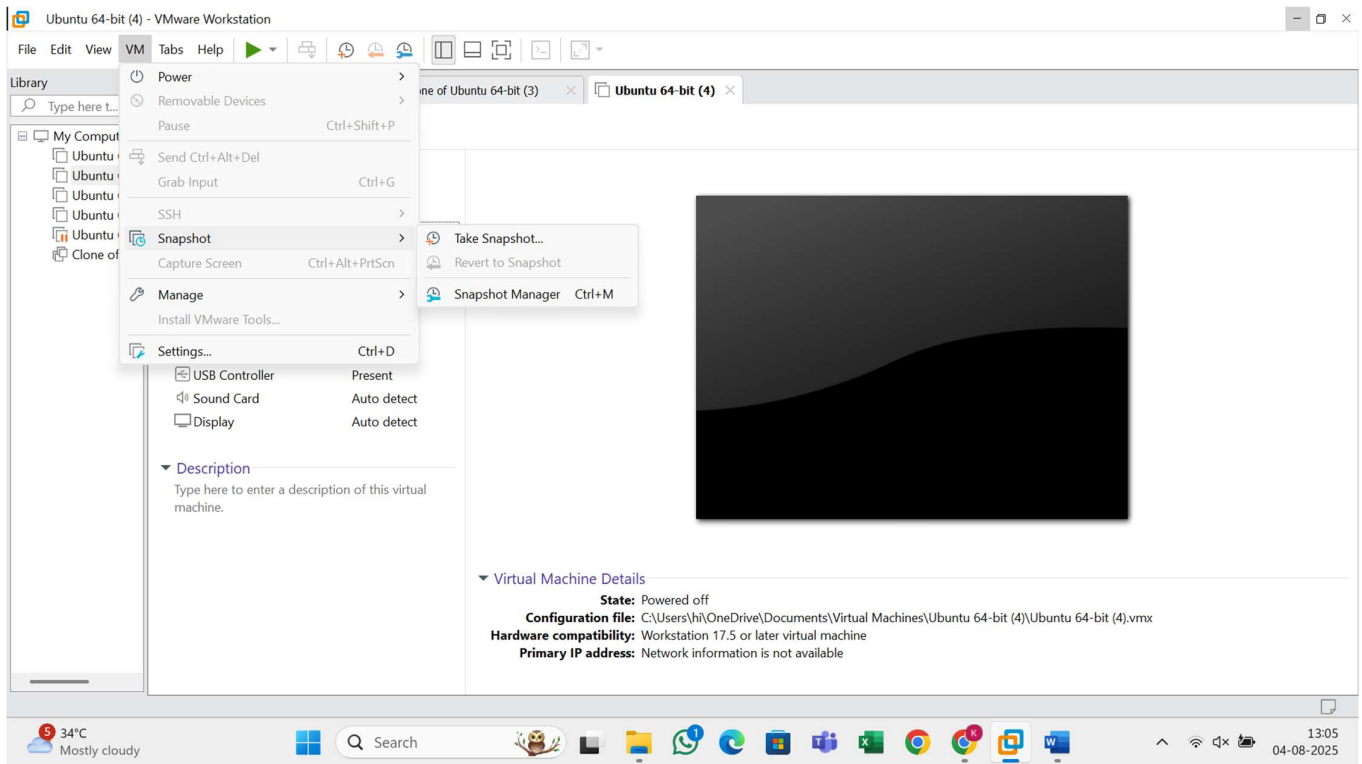 Ubuntu 64-bit (4) - VMware Workstation
File Edit View VM Tabs Help
Library
Type here t...
My Comput
Ubuntu
Ubuntu
Ubuntu
Ubuntu
Ubuntu
Clone of
Power
Removable Devices
Pause Ctrl+Shift+P
Send Ctrl+Alt+Del
Grab Input Ctrl+G
SSH
Snapshot
Capture Screen Ctrl+Alt+PrtScn
Manage
Install VMware Tools...
Settings... Ctrl+D
Take Snapshot...
Revert to Snapshot
Snapshot Manager Ctrl+M
one of Ubuntu 64-bit (3)
Ubuntu 64-bit (4)
USB Controller Present
Sound Card Auto detect
Display Auto detect
Description
Type here to enter a description of this virtual
machine.
Virtual Machine Details
State: Powered off
Configuration file: C:\Users\hi\OneDrive\Documents\Virtual Machines\Ubuntu 64-bit (4)\Ubuntu 64-bit (4).vmx
Hardware compatibility: Workstation 17.5 or later virtual machine
Primary IP address: Network information is not available
5
34°C
Mostly cloudy
Search
1
K
13:05
04-08-2025